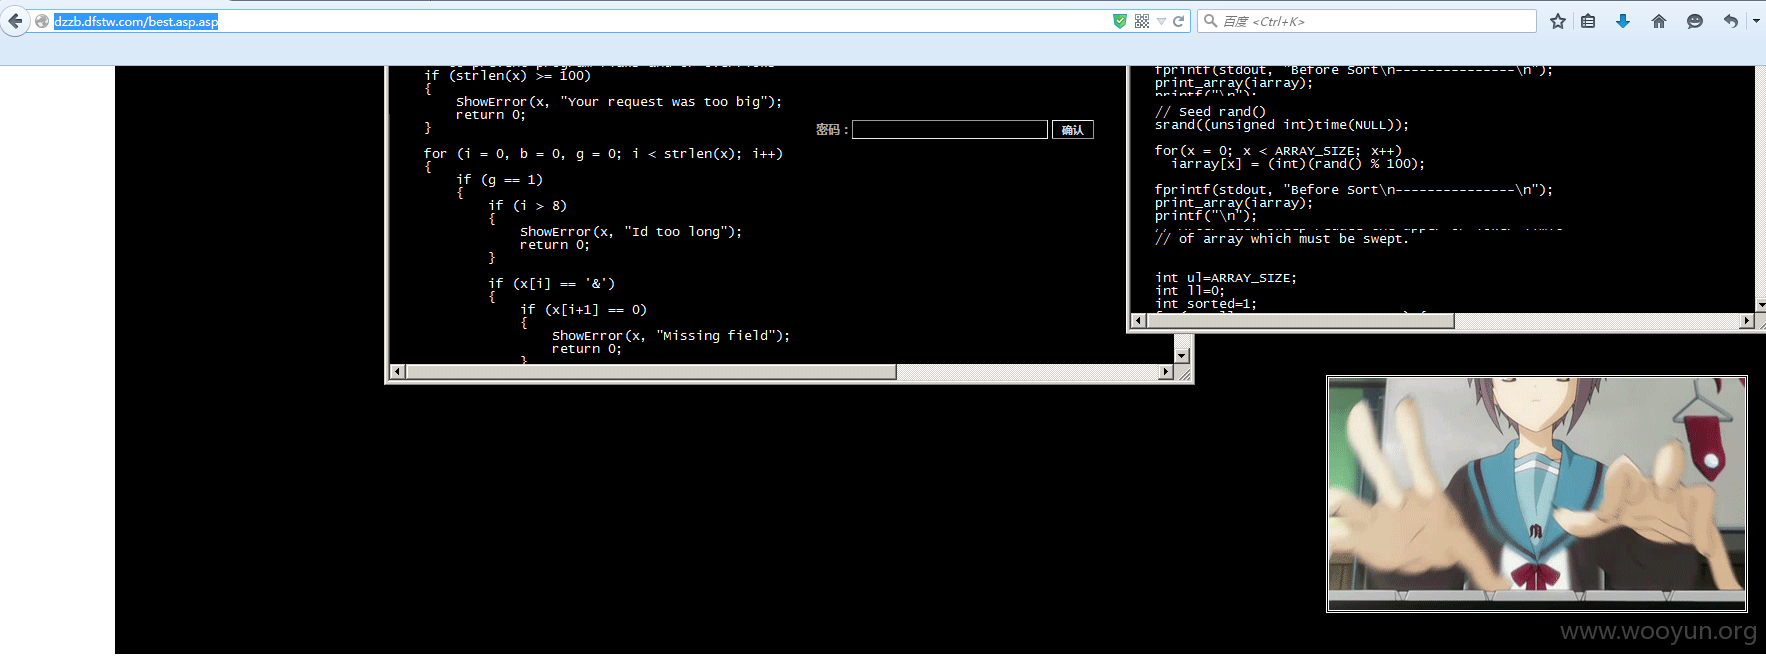 dzzb.dfstw.com/best.asp.asp
百度 <Ctrl+K>
if (strlen(x) >= 100)
{
ShowError(x, "Your request was too big");
return 0;
}
for (i = 0, b = 0, g = 0; i < strlen(x); i++)
{
if (g == 1)
{
if (i > 8)
{
ShowError(x, "Id too long");
return 0;
}
if (x[i] == '&')
{
if (x[i+1] == 0)
{
ShowError(x, "Missing field");
return 0;
}
密码：
确认
fprintf(stdout, "Before Sort\n---------------\n");
print_array(iarray);
printf("\n");
// Seed rand()
srand((unsigned int)time(NULL));
for(x = 0; x < ARRAY_SIZE; x++)
iarray[x] = (int)(rand() % 100);
fprintf(stdout, "Before Sort\n---------------\n");
print_array(iarray);
printf("\n");
// of array which must be swept.
int ul=ARRAY_SIZE;
int ll=0;
int sorted=1;
www.wooyun.org